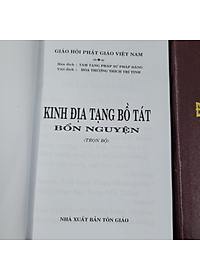 GIÁO HỘI PHẬT GIÁO VIỆT NAM
Hán dịch : TAM TẠNG PHÁP SƯ PHÁP ĐĂNG
Việt dịch : HÒA THƯỢNG THÍCH TRÍ TỊNH
KINH ĐỊA TẠNG BỒ TÁT
BỔN NGUYỆN
(TRỌN BỘ)
NHÀ XUẤT BẢN TÔN GIÁO